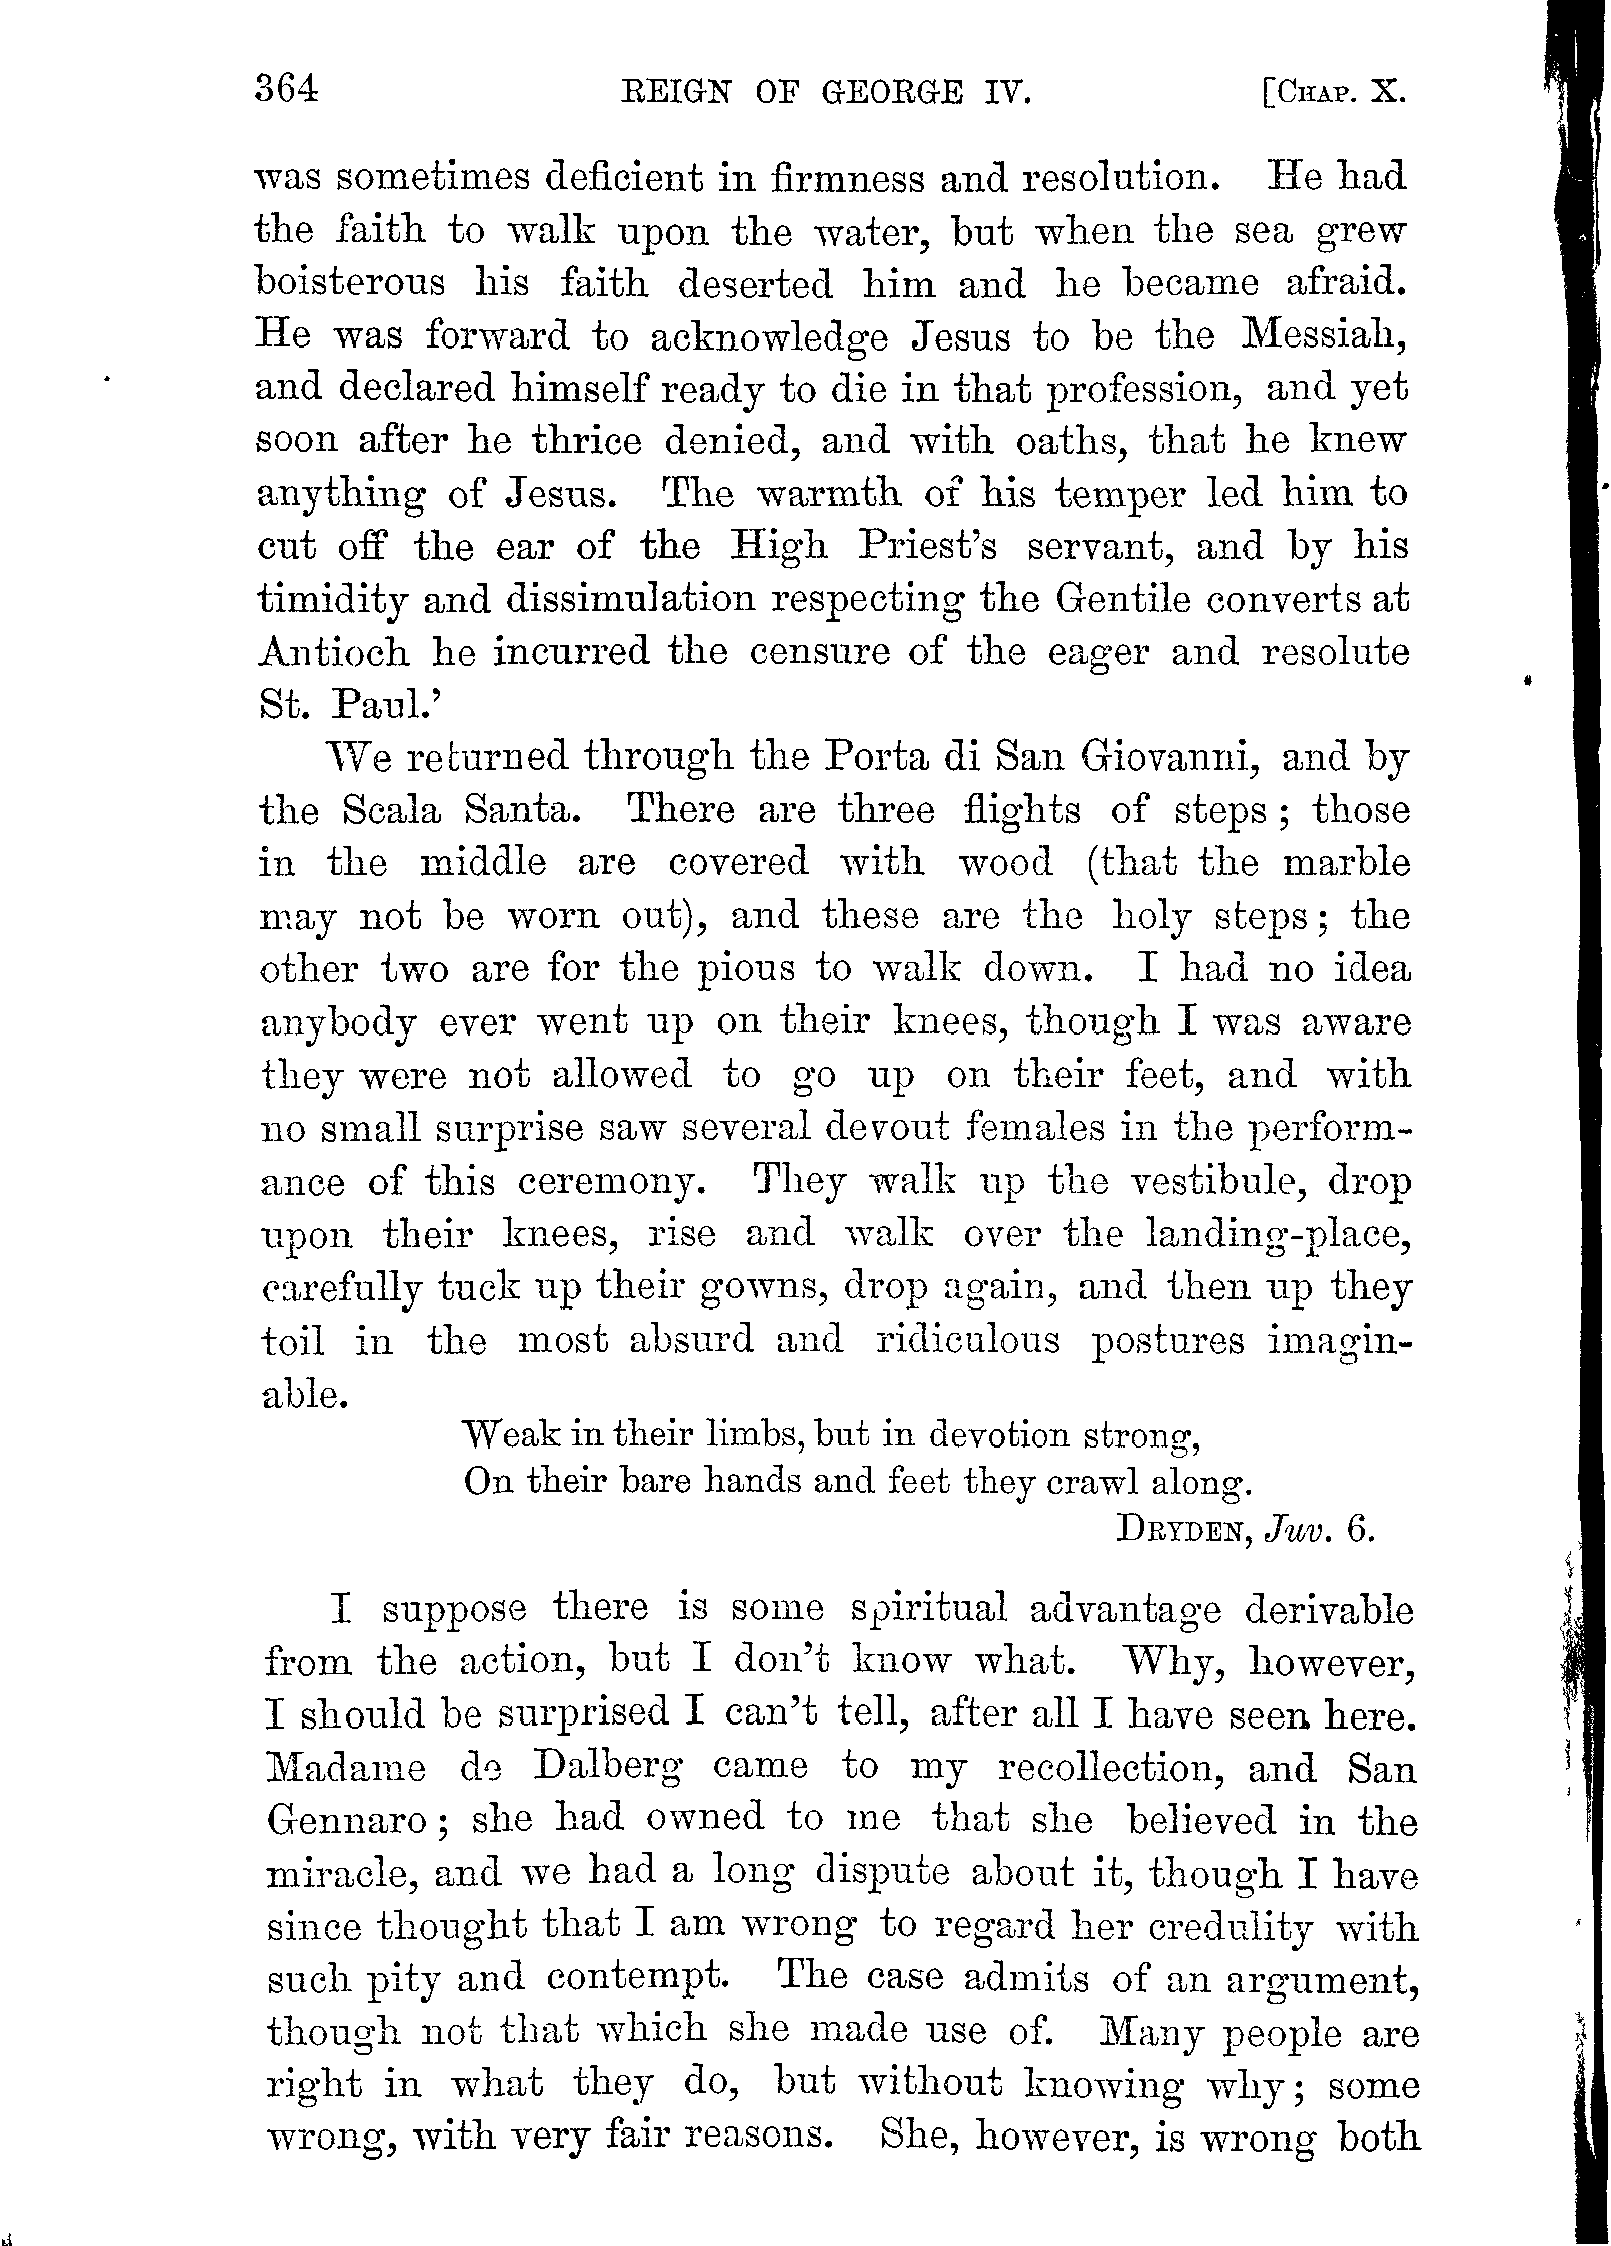 364 REIGN OF GEORGE IV. [CHAP. X.
was sometimes deficient in firmness and resolution. He had
the faith to walk upon the water, but when the sea grew
boisterous his faith deserted him and he became afraid.
He was forward to acknowledge Jesus to be the Messiah,
and declared himself ready to die in that profession, and yet
soon after he thrice denied, and with oaths, that he knew
anything of Jesus. The warmth of his temper led him to
cut off the ear of the High Priest's servant, and by his
timidity and dissimulation respecting the Gentile converts at
Antioch he incurred the censure of the eager and resolute
St. Paul.'
We returned through the Porta di San Giovanni, and by
the Scala Santa. There are three flights of steps; those
in the middle are covered with wood (that the marble
may not be worn out), and these are the holy steps; the
other two are for the pious to walk down. I had no idea
anybody ever went up on their knees, though I was aware
they were not allowed to go up on their feet, and with
no small surprise saw several devout females in the perform-
ance of this ceremony. They walk up the vestibule, drop
upon their knees, rise and walk over the landing-place,
carefully tuck up their gowns, drop again, and then up they
toil in the most absurd and ridiculous postures imagin-
able.
Weak in their limbs, but in devotion strong,
On their bare hands and feet they crawl along.
DRYDEN, Juv. 6.
I suppose there is some spiritual advantage derivable
from the action, but I don't know what. Why, however,
I should be surprised I can't tell, after all I have seen here.
Madame de Dalberg came to my recollection, and San
Gennaro; she had owned to me that she believed in the
miracle, and we had a long dispute about it, though I have
since thought that I am wrong to regard her credulity with
such pity and contempt. The case admits of an argument,
though not that which she made use of. Many people are
right in what they do, but without knowing why; some
wrong, with very fair reasons. She, however, is wrong both